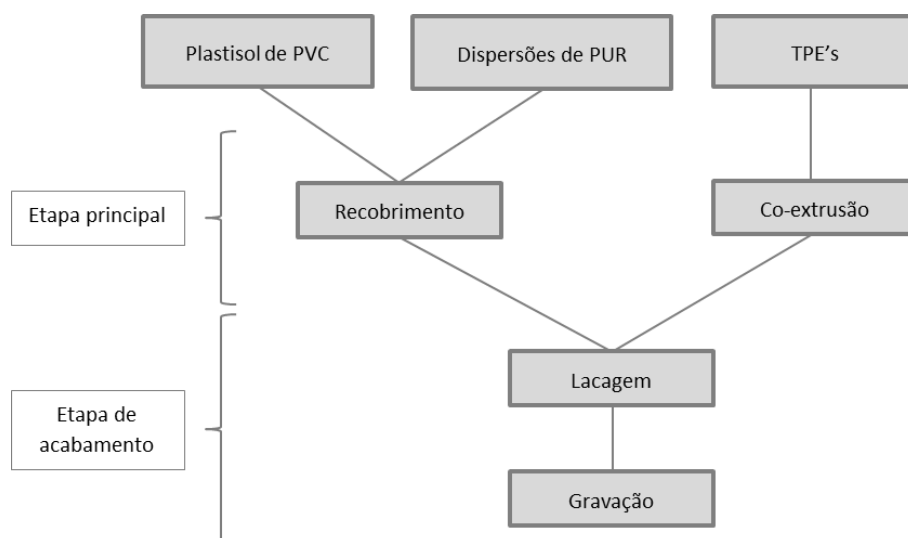 Plastisol de PVC
Dispersões de PUR
TPE's
Etapa principal
Recobrimento
Co-extrusão
Lacagem
Etapa de
acabamento
Gravação